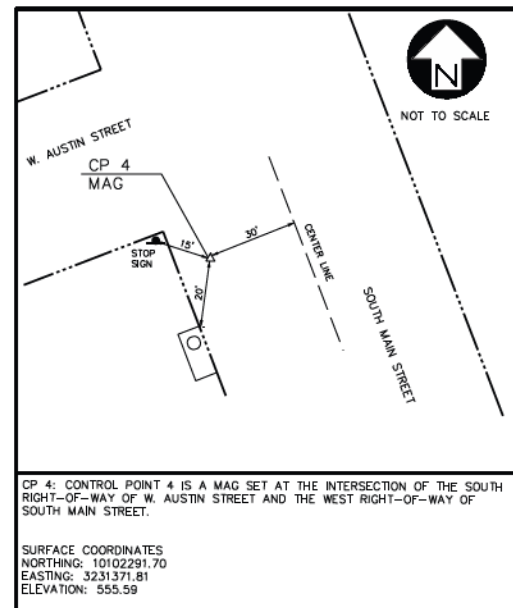 N
NOT TO SCALE
W. AUSTIN STREET
CP 4
MAG
STOP
SIGN
15'
30'
20'
CENTER LINE
SOUTH MAIN STREET
CP 4: CONTROL POINT 4 IS A MAG SET AT THE INTERSECTION OF THE SOUTH
RIGHT-OF-WAY OF W. AUSTIN STREET AND THE WEST RIGHT-OF-WAY OF
SOUTH MAIN STREET.
SURFACE COORDINATES
NORTHING: 10102291.70
EASTING: 3231371.81
ELEVATION: 555.59